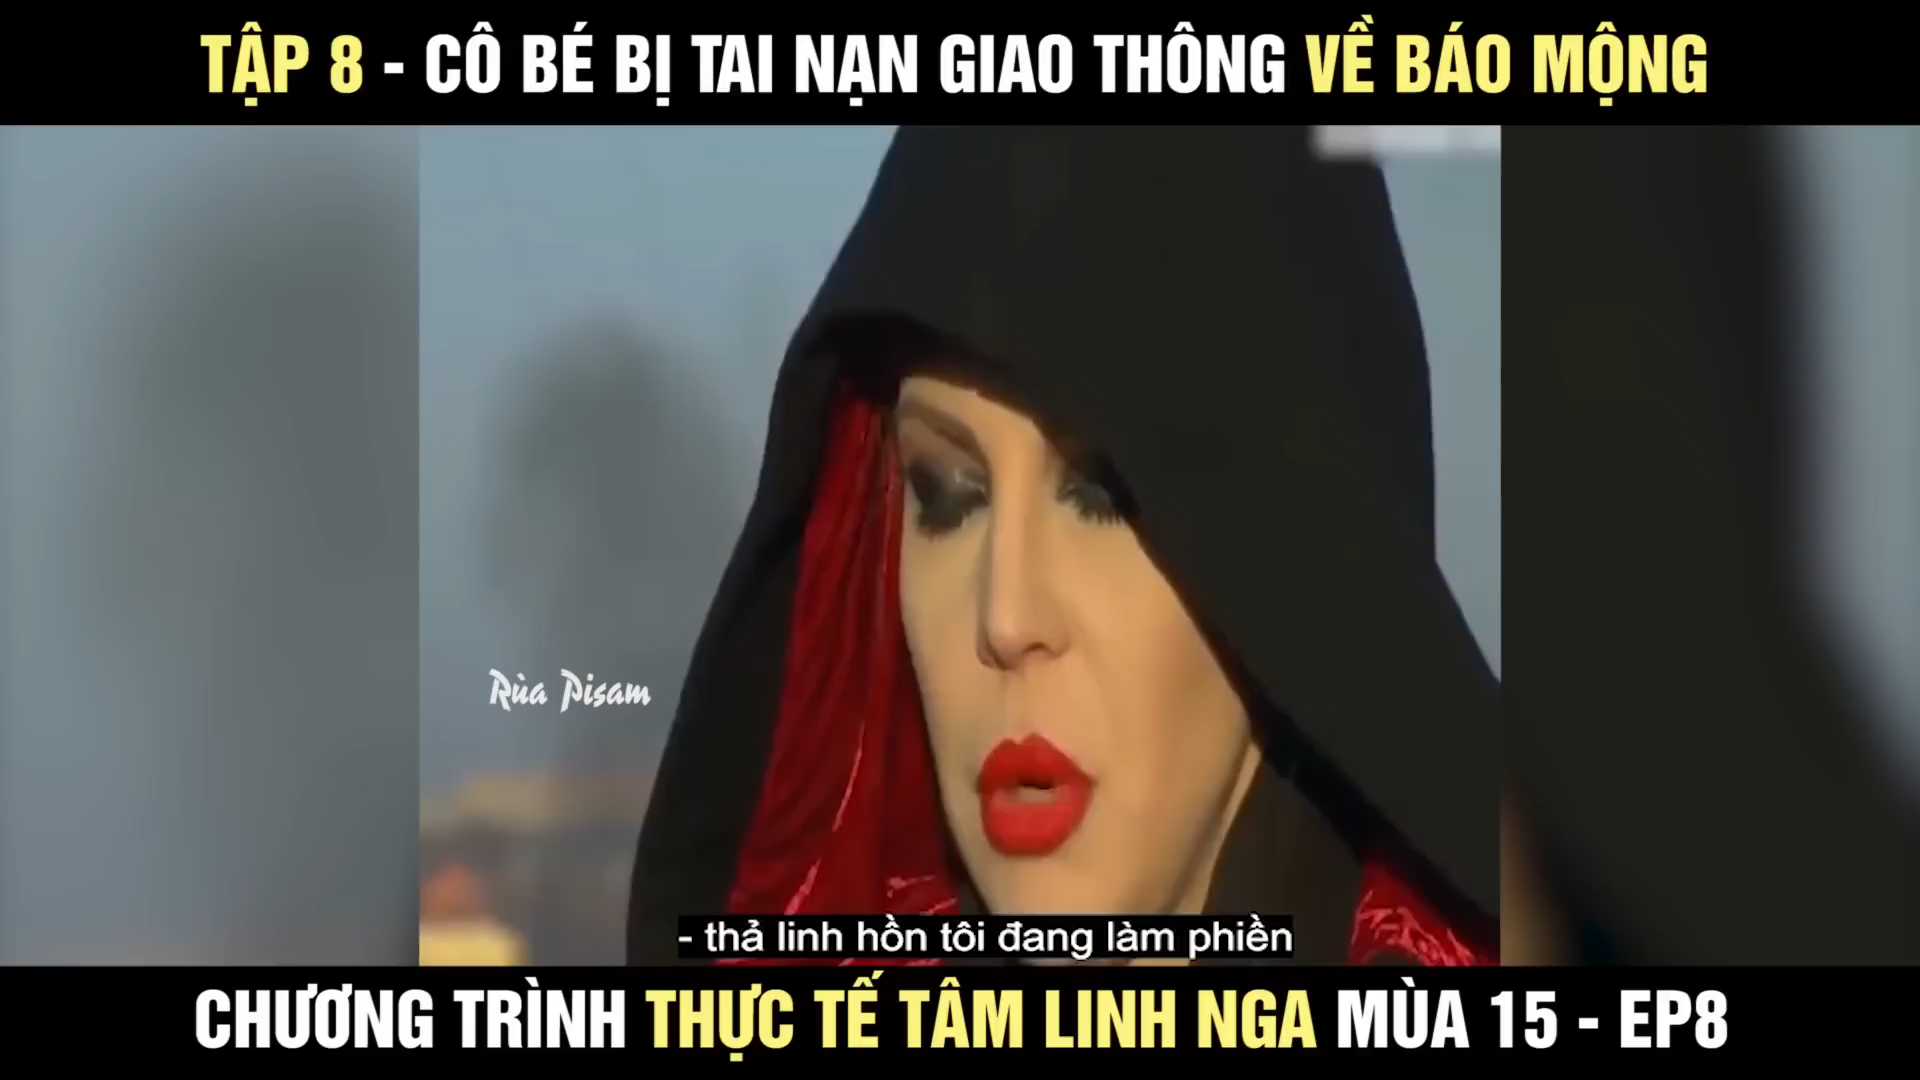 TẬP 8 - CÔ BÉ BỊ TAI NẠN GIAO THÔNG VỀ BÁO MỘNG
Rùa Pisam
- thả linh hồn tôi đang làm phiền
CHƯƠNG TRÌNH THỰC TẾ TÂM LINH NGA MÙA 15 - EP8